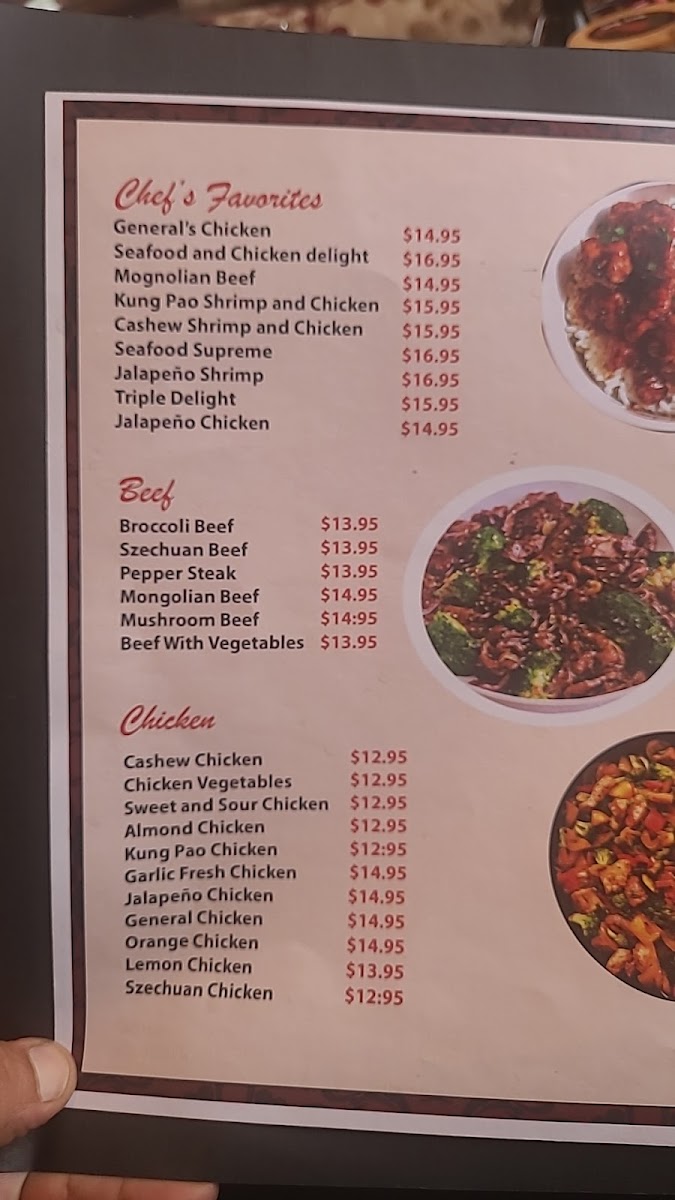 Chef's Favorites
General's Chicken $14.95
Seafood and Chicken delight $16.95
Mognolian Beef $14.95
Kung Pao Shrimp and Chicken $15.95
Cashew Shrimp and Chicken $15.95
Seafood Supreme $16.95
Jalapeño Shrimp $16.95
Triple Delight $15.95
Jalapeño Chicken $14.95
Beef
Broccoli Beef $13.95
Szechuan Beef $13.95
Pepper Steak $13.95
Mongolian Beef $14.95
Mushroom Beef $14:95
Beef With Vegetables $13.95
Chicken
Cashew Chicken $12.95
Chicken Vegetables $12.95
Sweet and Sour Chicken $12.95
Almond Chicken $12.95
Kung Pao Chicken $12:95
Garlic Fresh Chicken $14.95
Jalapeño Chicken $14.95
General Chicken $14.95
Orange Chicken $14.95
Lemon Chicken $13.95
Szechuan Chicken $12:95